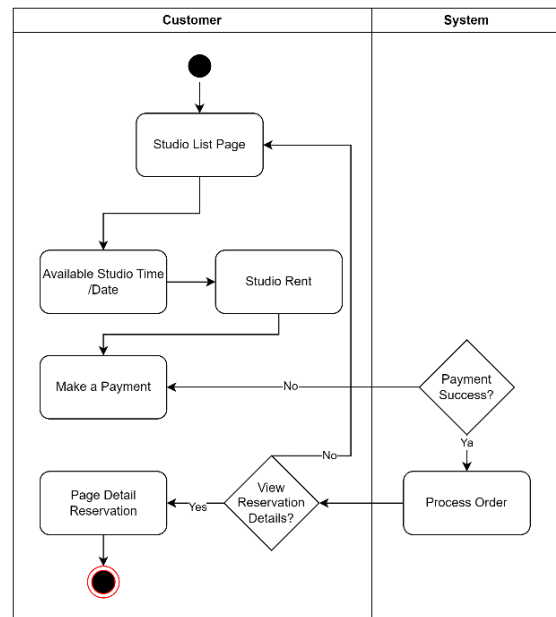 Customer
System
Studio List Page
Available Studio Time
/Date
Studio Rent
Make a Payment
No
Payment
Success?
Ya
No
Page Detail
Reservation
Yes
View
Reservation
Details?
Process Order